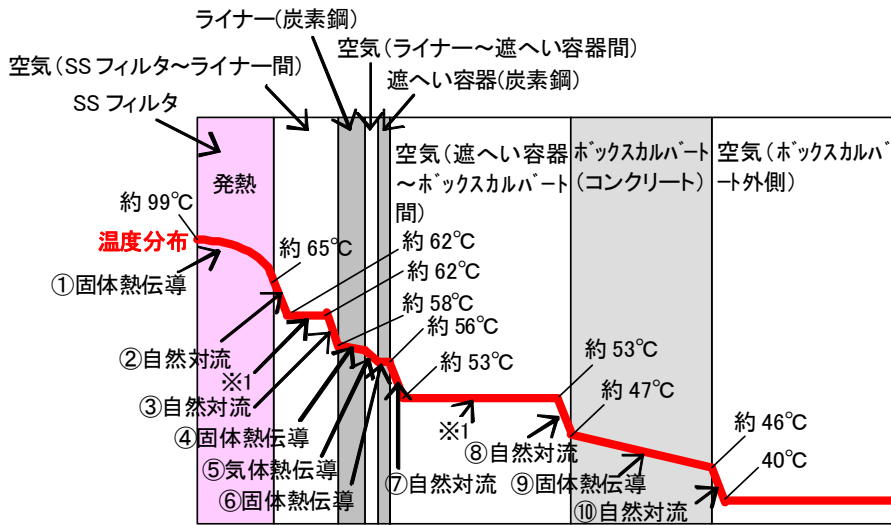 ライナー(炭素鋼)
空気(ライナー～遮へい容器間)
空気(SSフィルタ～ライナー間)
遮へい容器(炭素鋼)
SSフィルタ
発熱
空気(遮へい容器
～ボックスカルバート
間)
ボックスカルバート
(コンクリート)
空気(ボックスカルバ
ート外側)
約99℃
温度分布
約65℃
約62℃
約62℃
約58℃
約56℃
約53℃
約53℃
約47℃
約46℃
40℃
①固体熱伝導
②自然対流
※1
③自然対流
④固体熱伝導
⑤気体熱伝導
⑥固体熱伝導
⑦自然対流
※1
⑧自然対流
⑨固体熱伝導
⑩自然対流